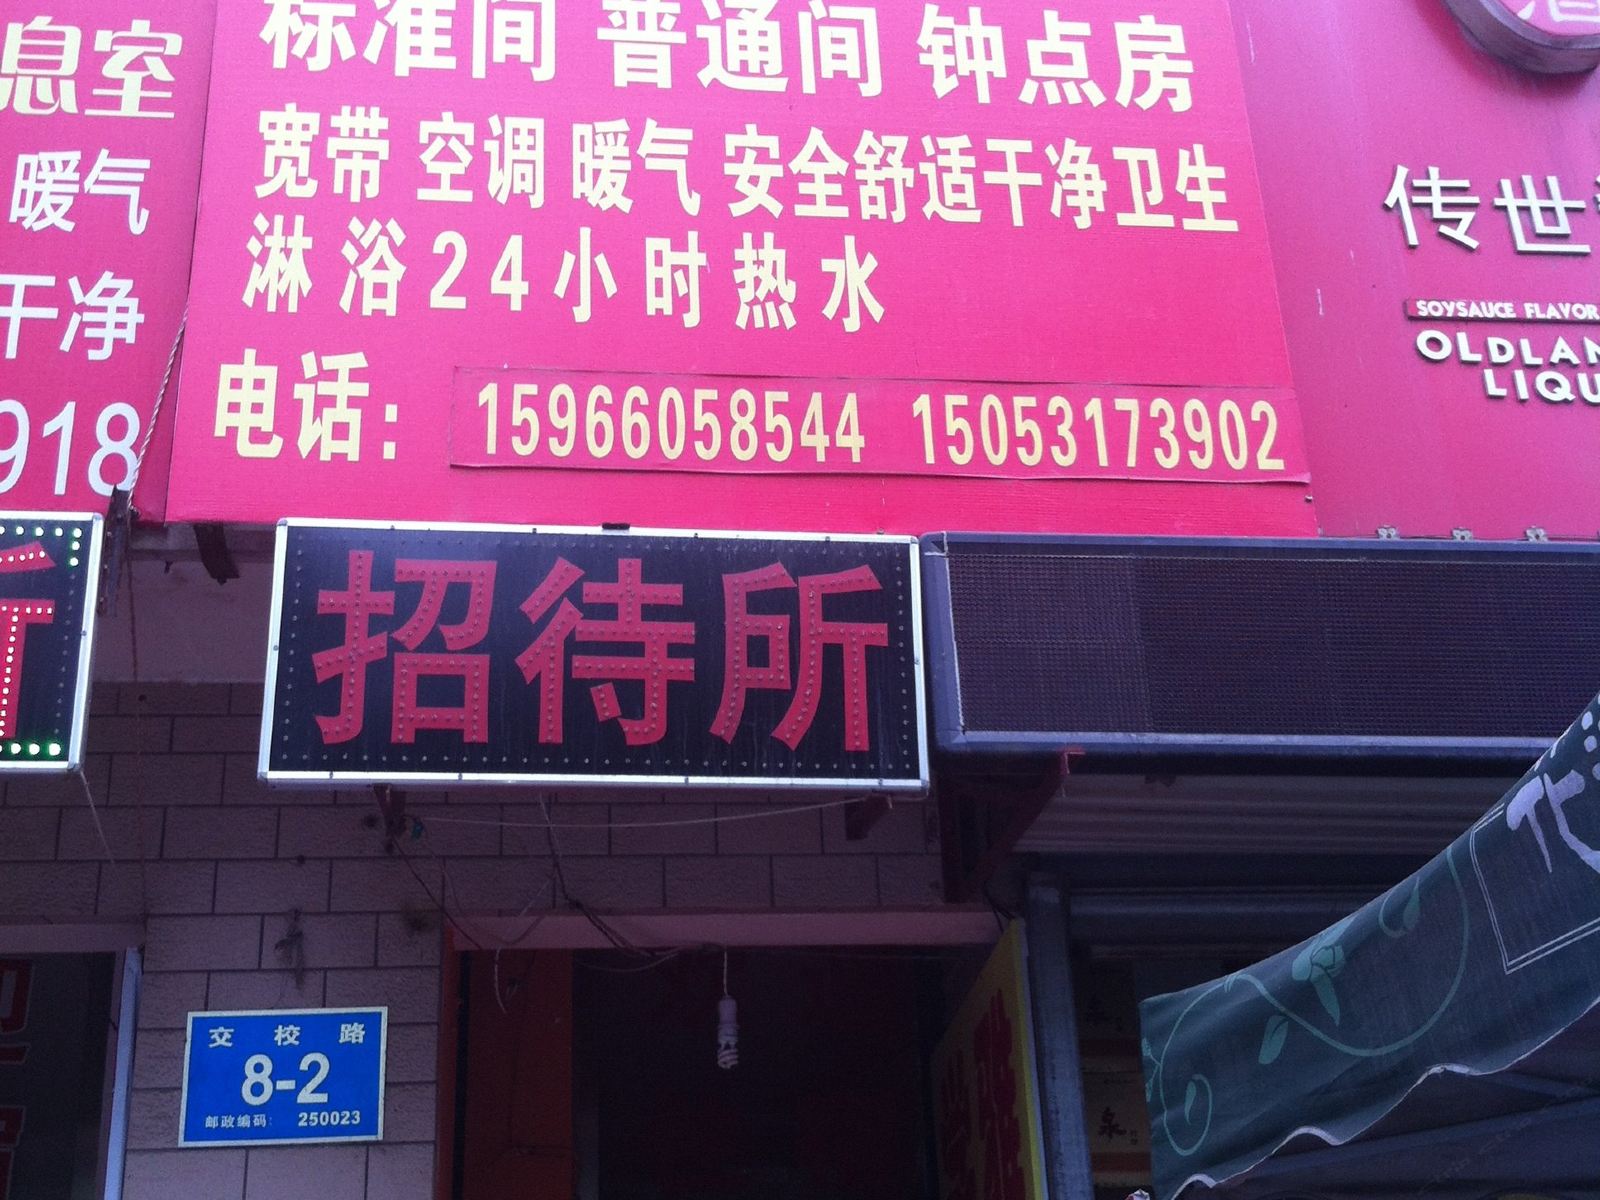 息室
暖气
干净
918
标准间 普通间 钟点房
宽带 空调 暖气 安全舒适干净卫生
淋浴24小时热水
电话: 15966058544 15053173902
传世
SOYSAUCE FLAVOR
OLDLAN
LIQU
招待所
所
交校路
8-2
邮政编码: 250023
泉